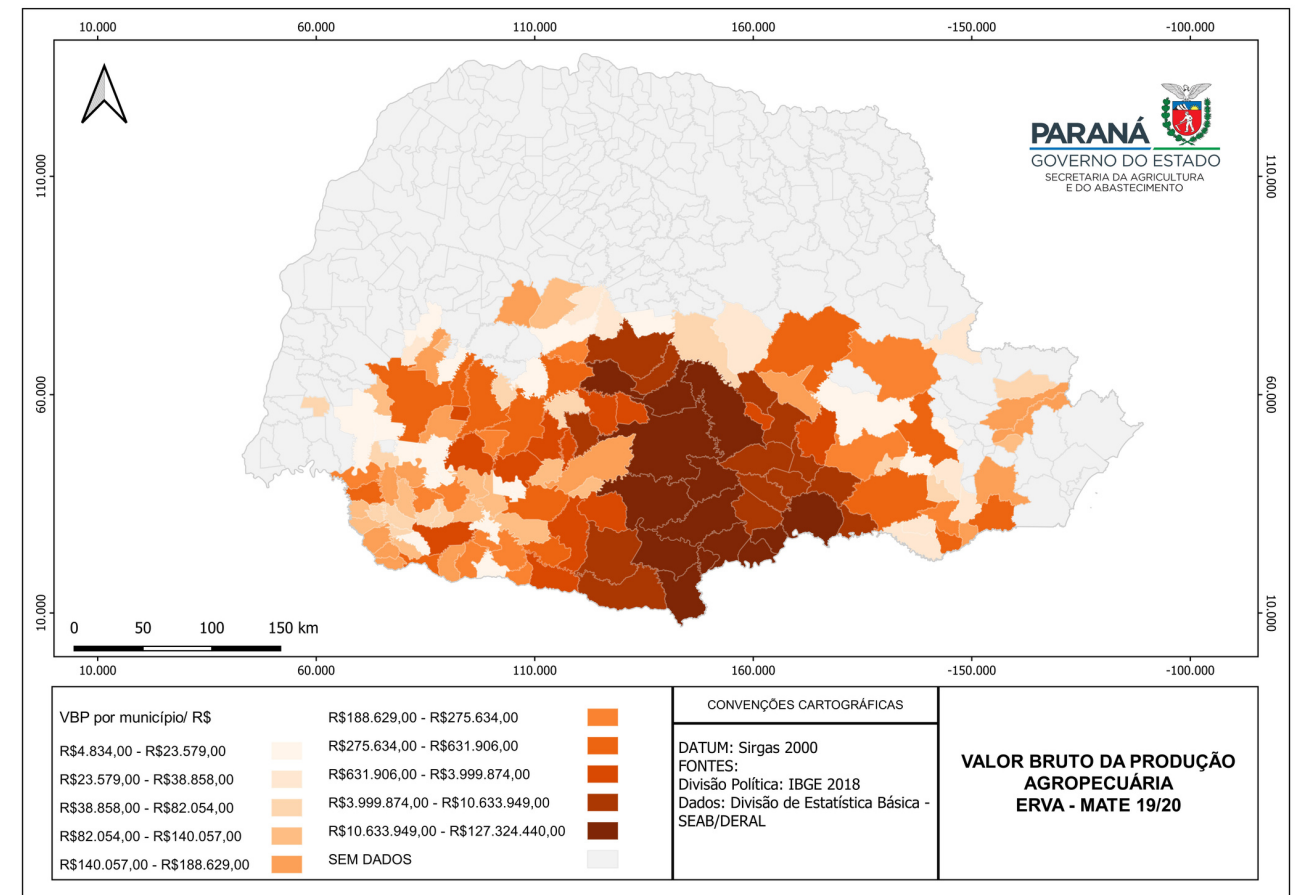 10.000 60.000 110.000 160.000 -150.000 -100.000
PARANÁ
GOVERNO DO ESTADO
SECRETARIA DA AGRICULTURA
E DO ABASTECIMENTO
110.000 110.000
60.000 60.000
10.000 10.000
0 50 100 150 km
10.000 60.000 110.000 160.000 -150.000 -100.000
VBP por município/ R$
R$4.834,00 - R$23.579,00
R$23.579,00 - R$38.858,00
R$38.858,00 - R$82.054,00
R$82.054,00 - R$140.057,00
R$140.057,00 - R$188.629,00
R$188.629,00 - R$275.634,00
R$275.634,00 - R$631.906,00
R$631.906,00 - R$3.999.874,00
R$3.999.874,00 - R$10.633.949,00
R$10.633.949,00 - R$127.324.440,00
SEM DADOS
CONVENÇÕES CARTOGRÁFICAS
DATUM: Sirgas 2000
FONTES:
Divisão Política: IBGE 2018
Dados: Divisão de Estatística Básica -
SEAB/DERAL
VALOR BRUTO DA PRODUÇÃO
AGROPECUÁRIA
ERVA - MATE 19/20